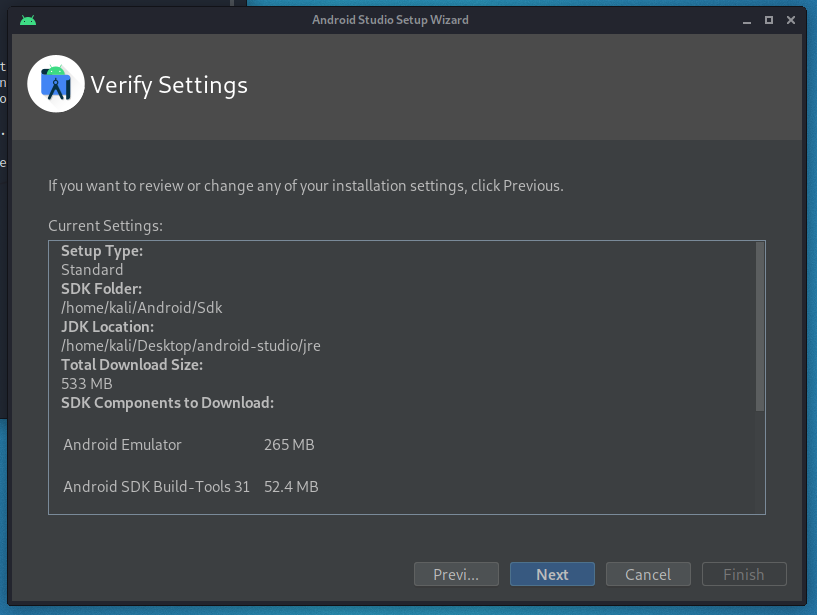 Android Studio Setup Wizard
Verify Settings
If you want to review or change any of your installation settings, click Previous.
Current Settings:
Setup Type:
Standard
SDK Folder:
/home/kali/Android/Sdk
JDK Location:
/home/kali/Desktop/android-studio/jre
Total Download Size:
533 MB
SDK Components to Download:
Android Emulator 265 MB
Android SDK Build-Tools 31 52.4 MB
Previ... Next Cancel Finish